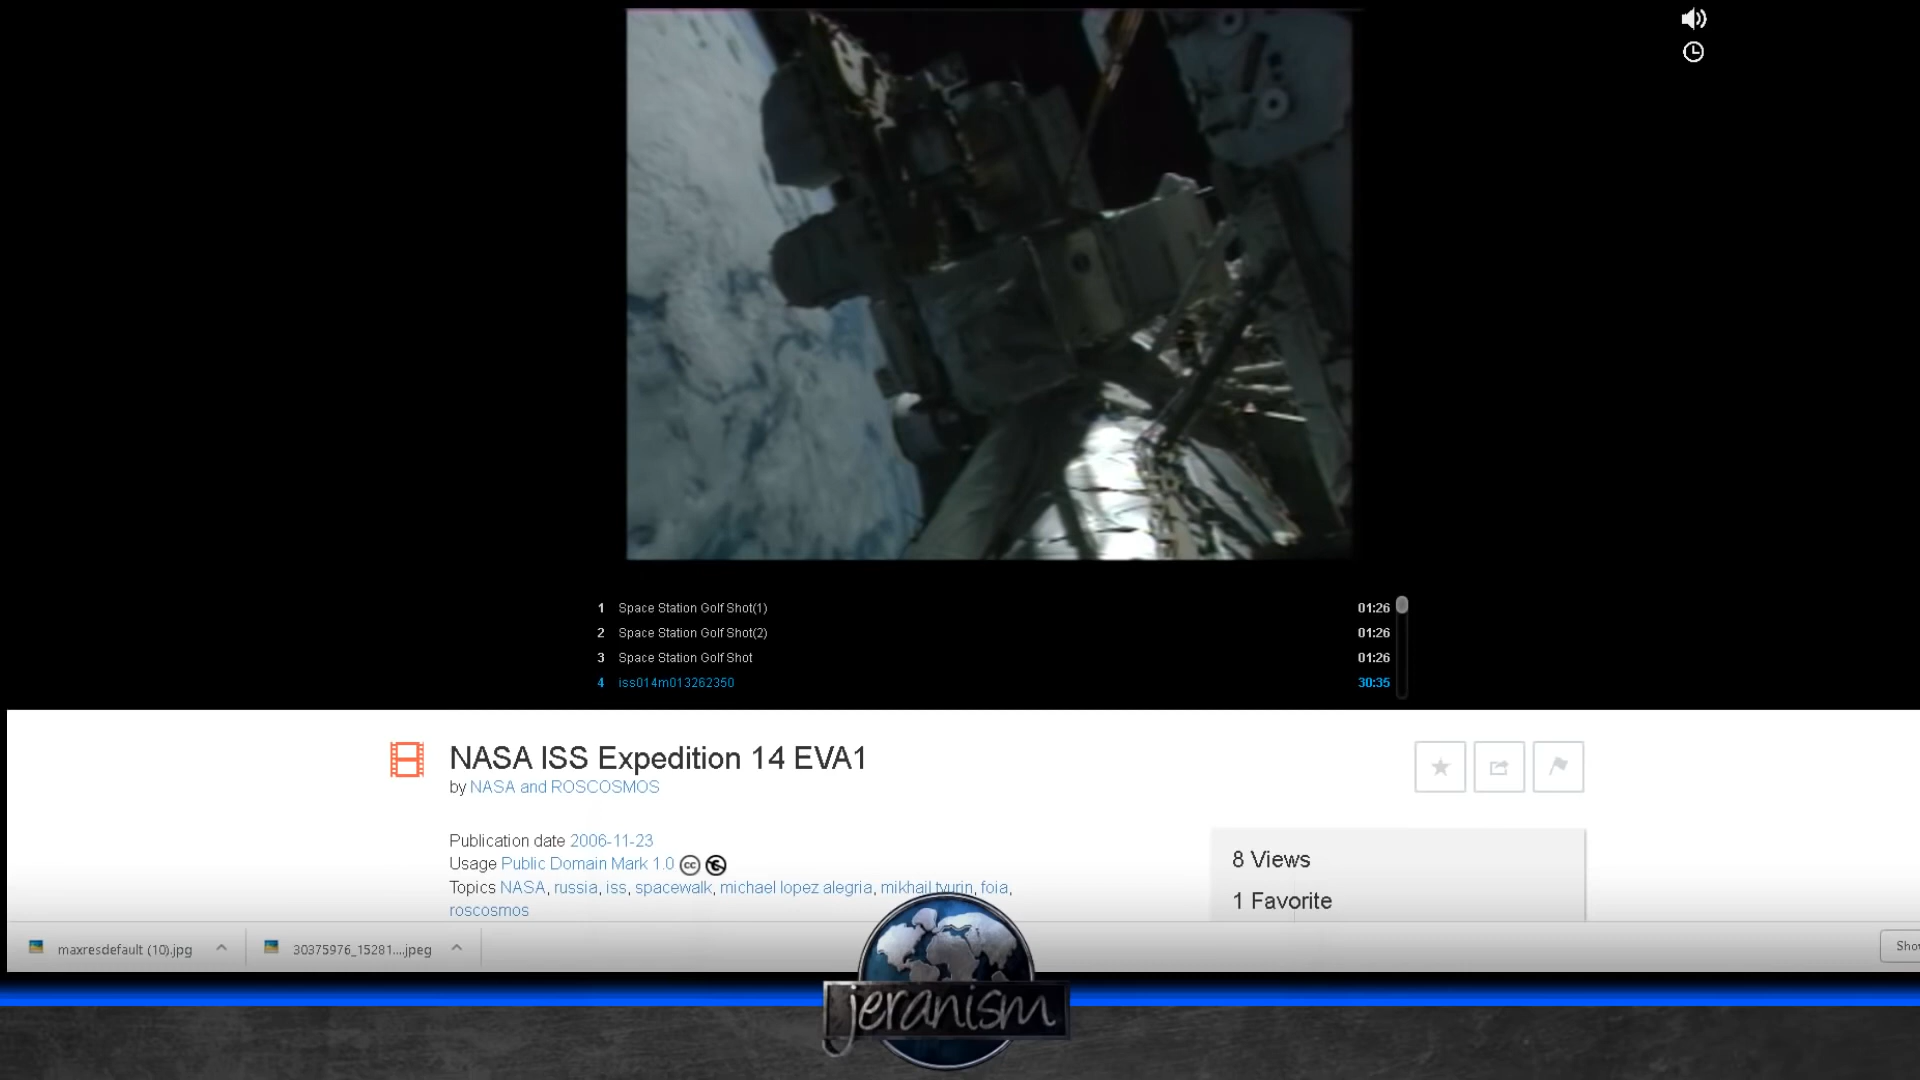 1 Space Station Golf Shot(1) 01:26
2 Space Station Golf Shot(2) 01:26
3 Space Station Golf Shot 01:26
4 iss014m013262350 30:35
NASA ISS Expedition 14 EVA1
by NASA and ROSCOSMOS
Publication date 2006-11-23
Usage Public Domain Mark 1.0
Topics NASA, russia, iss, spacewalk, michael lopez alegria, mikhail tyurin, foia,
roscosmos
8 Views
1 Favorite
maxresdefault (10).jpg
30375976_15281....jpeg
Sho
jeranism